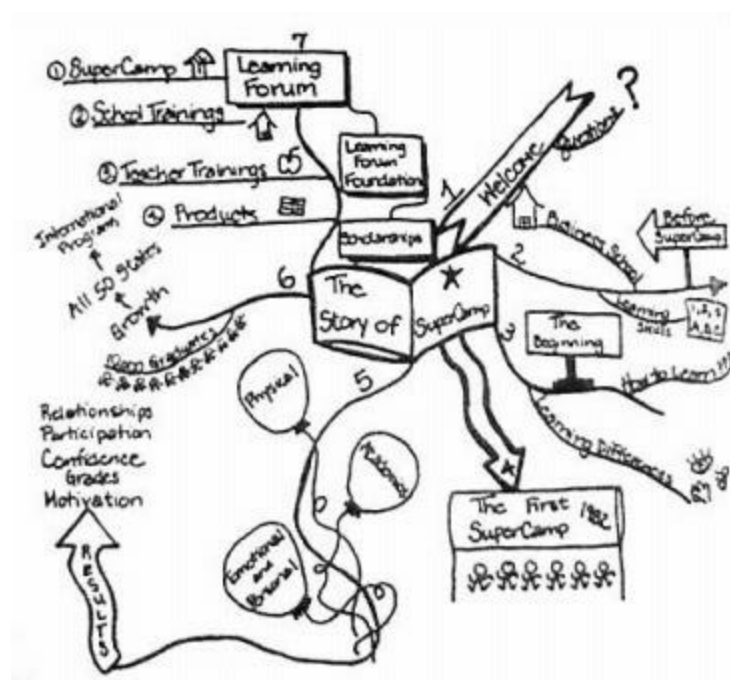 7
Learning
Forum
① SuperCamp
② School Trainings
③ Teacher Trainings
④ Products
Learning
Forum
Foundation
Scholarships
1
Welcome
Questions ?
Business School
Before
SuperCamp
2
Learning
Skills
1, 2, 3
A, B, C
3
The
Beginning
How to Learn
Learning Differences
The
Story of
SuperCamp
6
Growth
All 50 States
International
Program
Graduates
5
Physical
Academic
Emotional
and
Personal
Relationships
Participation
Confidence
Grades
Motivation
RESULTS
The First
SuperCamp
1982